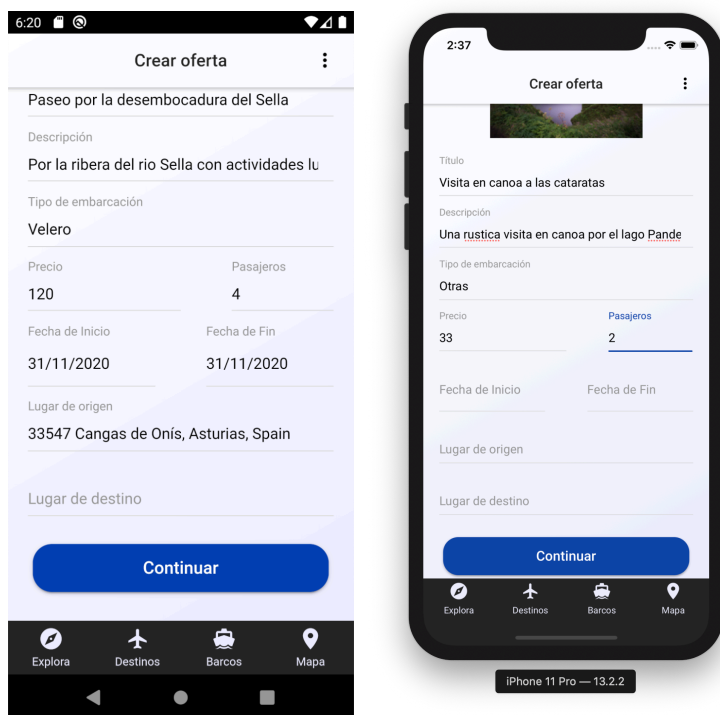 6:20
Crear oferta
Paseo por la desembocadura del Sella
Descripción
Por la ribera del rio Sella con actividades lu
Tipo de embarcación
Velero
Precio Pasajeros
120 4
Fecha de Inicio Fecha de Fin
31/11/2020 31/11/2020
Lugar de origen
33547 Cangas de Onís, Asturias, Spain
Lugar de destino
Continuar
Explora Destinos Barcos Mapa
2:37
Crear oferta
Título
Visita en canoa a las cataratas
Descripción
Una rustica visita en canoa por el lago Pande
Tipo de embarcación
Otras
Precio Pasajeros
33 2
Fecha de Inicio Fecha de Fin
Lugar de origen
Lugar de destino
Continuar
Explora Destinos Barcos Mapa
iPhone 11 Pro — 13.2.2